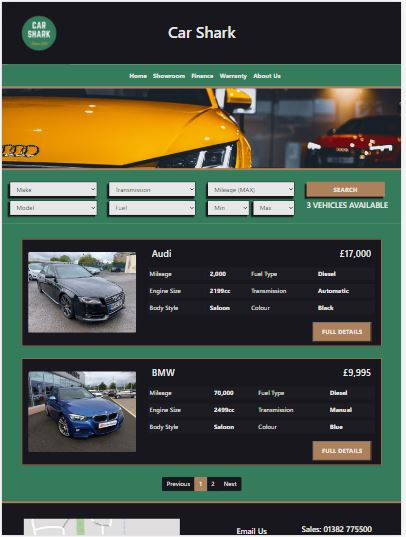 CAR
SHARK
Car Shark
Home Showroom Finance Warranty About Us
Make Transmission Mileage (MAX) SEARCH
Model Fuel Min Max 3 VEHICLES AVAILABLE
Audi £17,000
Mileage 2,000 Fuel Type Diesel
Engine Size 2199cc Transmission Automatic
Body Style Saloon Colour Black
FULL DETAILS
BMW £9,995
Mileage 70,000 Fuel Type Diesel
Engine Size 2499cc Transmission Manual
Body Style Saloon Colour Blue
FULL DETAILS
Previous 1 2 Next
Email Us Sales: 01382 775500